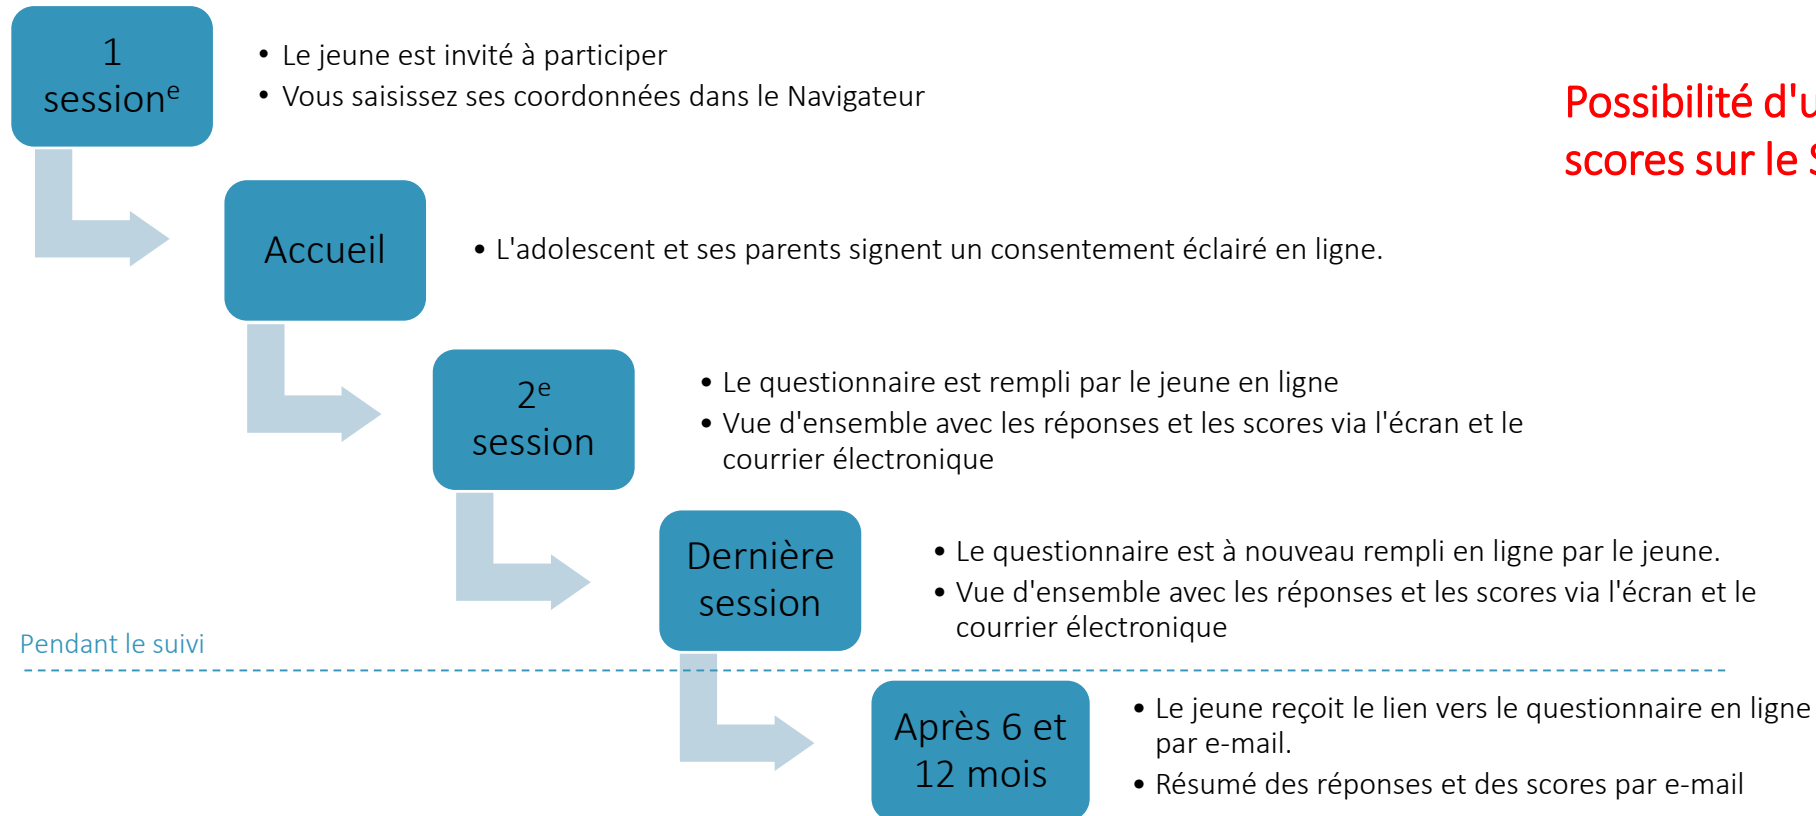 1
sessionᵉ
• Le jeune est invité à participer
• Vous saisissez ses coordonnées dans le Navigateur
Possibilité d'u
scores sur le S
Accueil
• L'adolescent et ses parents signent un consentement éclairé en ligne.
2ᵉ
session
• Le questionnaire est rempli par le jeune en ligne
• Vue d'ensemble avec les réponses et les scores via l'écran et le
courrier électronique
Dernière
session
• Le questionnaire est à nouveau rempli en ligne par le jeune.
• Vue d'ensemble avec les réponses et les scores via l'écran et le
courrier électronique
Pendant le suivi
Après 6 et
12 mois
• Le jeune reçoit le lien vers le questionnaire en ligne
par e-mail.
• Résumé des réponses et des scores par e-mail